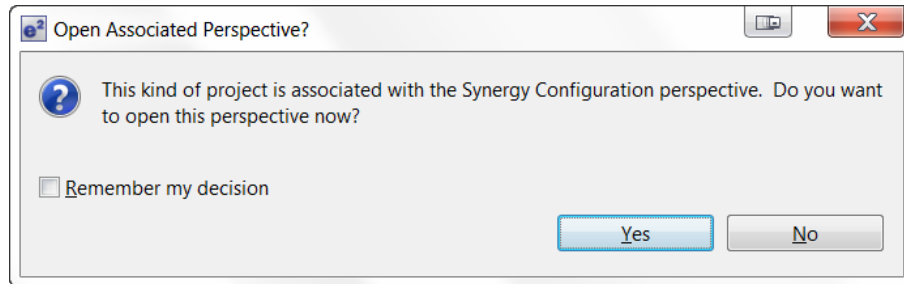 e² Open Associated Perspective?
This kind of project is associated with the Synergy Configuration perspective.  Do you want
to open this perspective now?
Remember my decision
Yes No